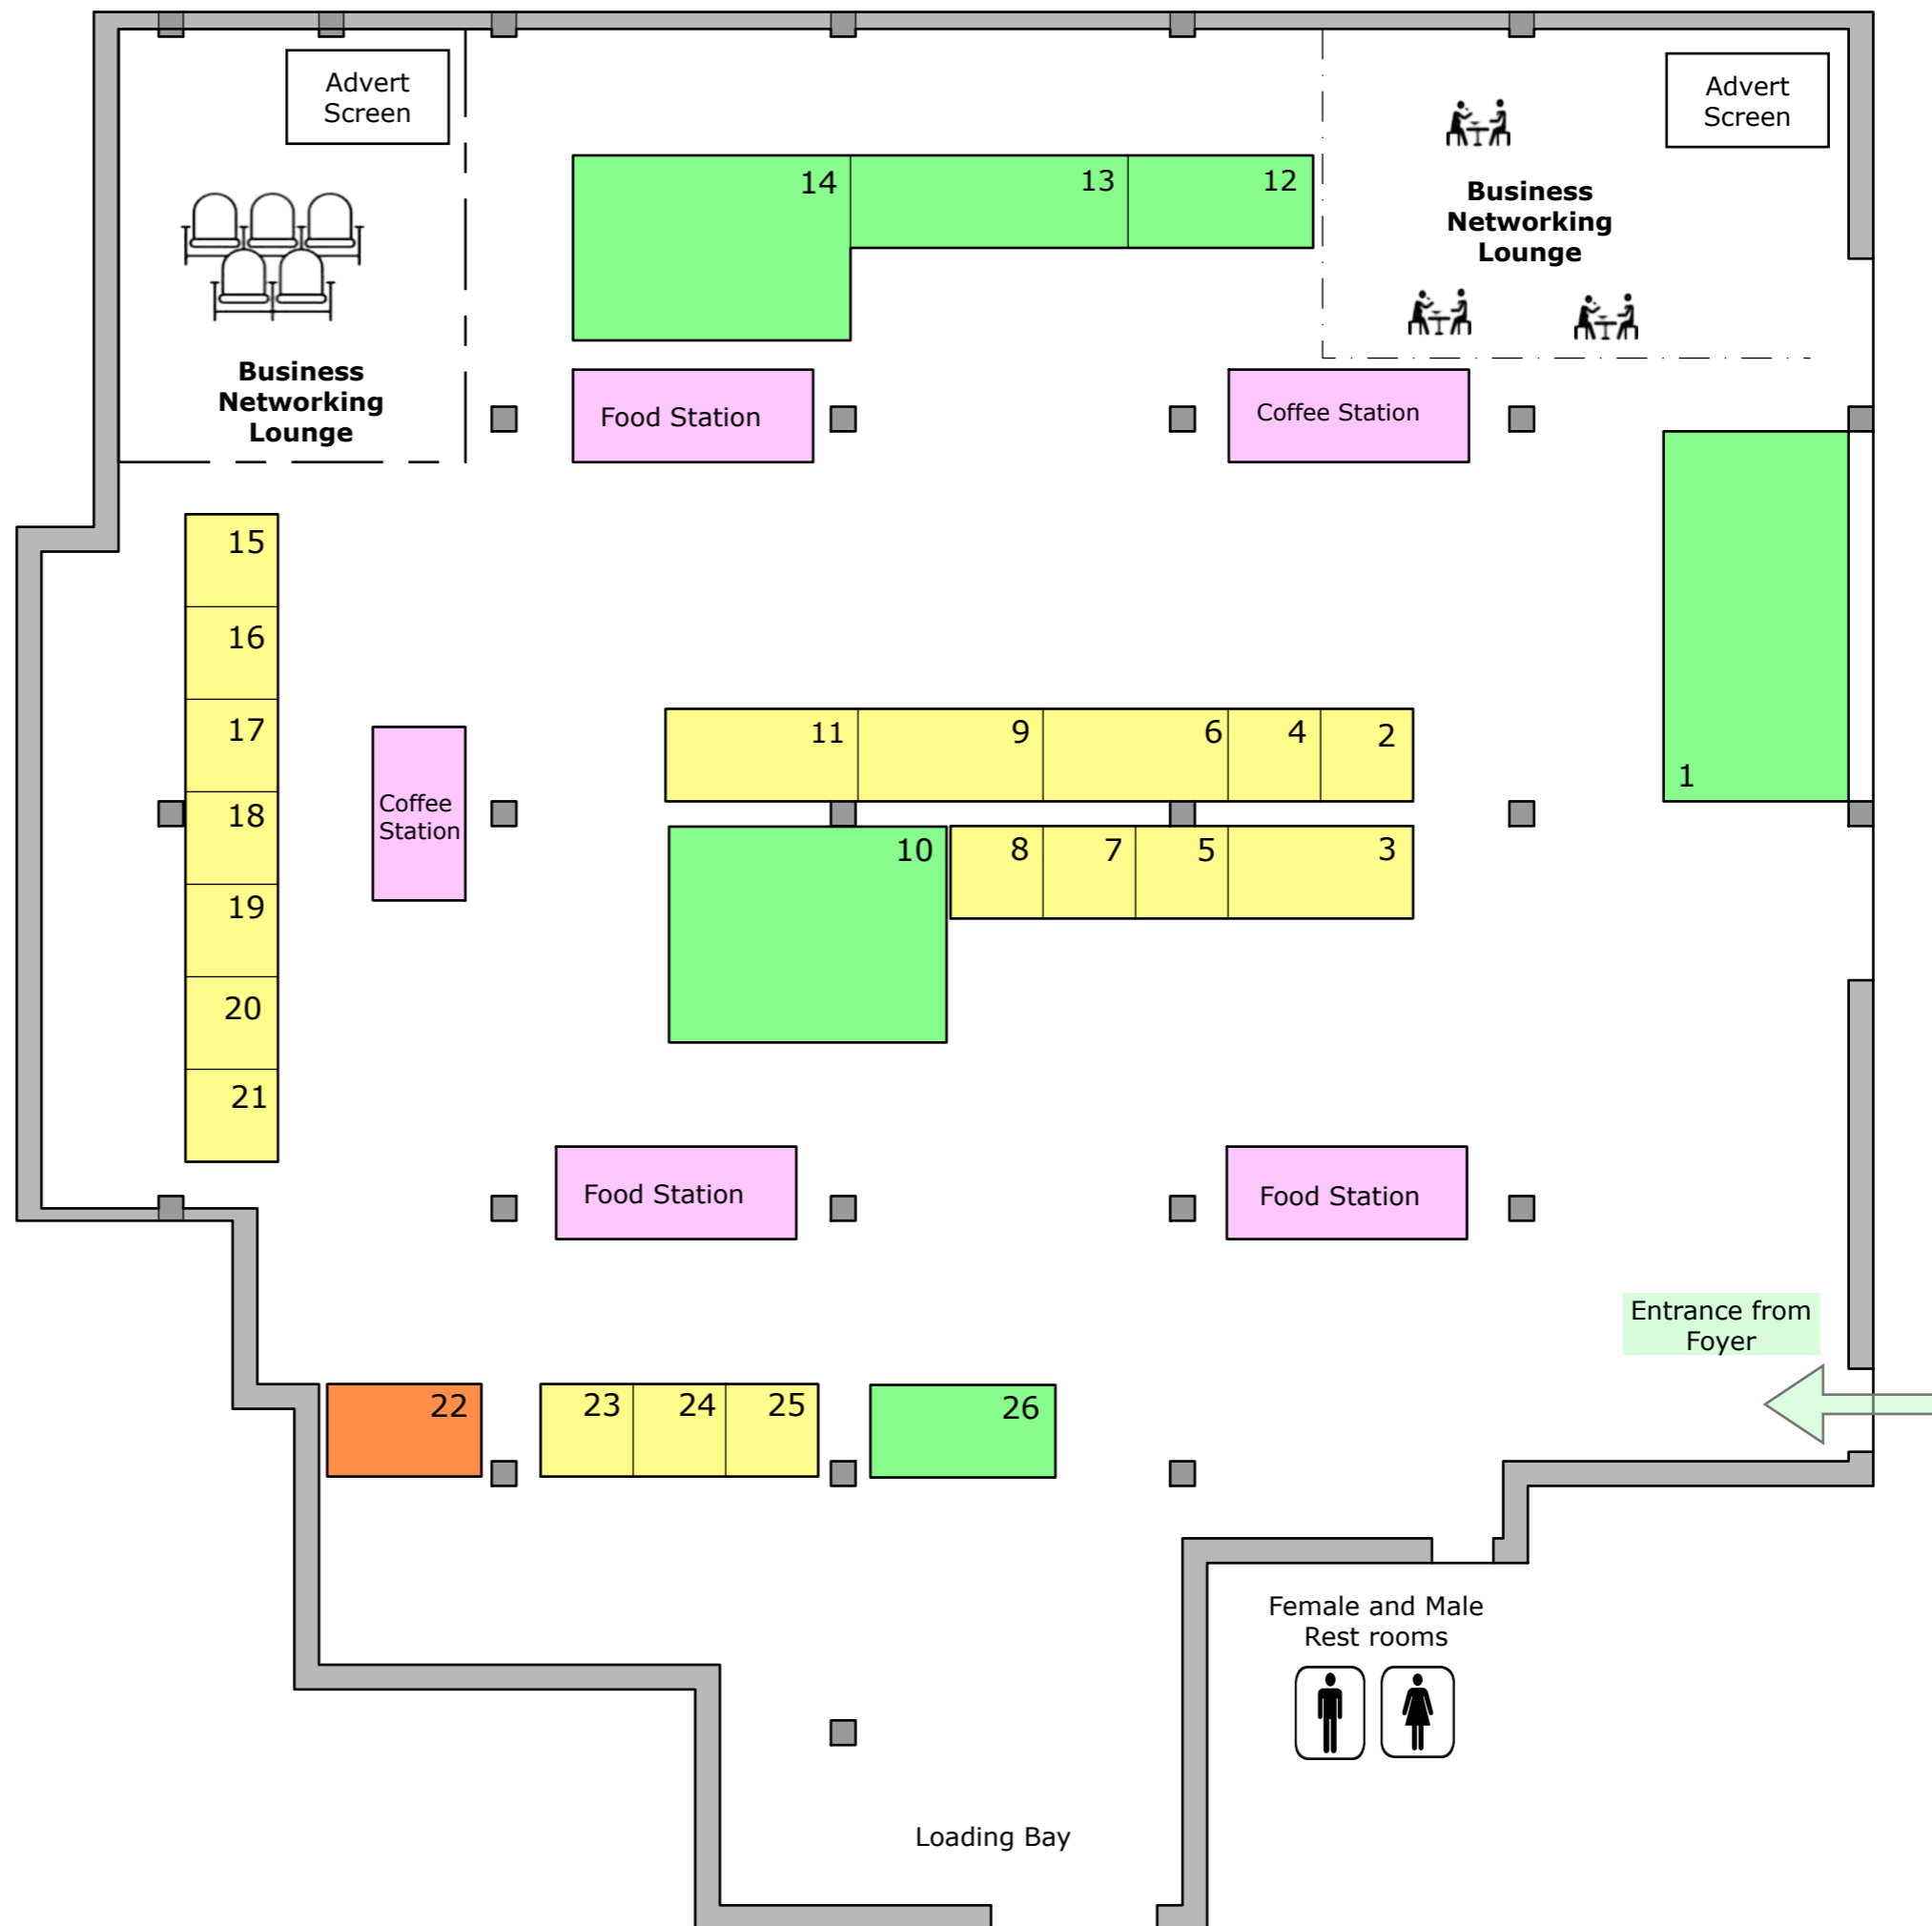 Advert
Screen
Advert
Screen
14
13
12
Business
Networking
Lounge
Business
Networking
Lounge
Food Station
Coffee Station
15
16
17
18
19
20
21
Coffee
Station
11
9
6
4
2
1
10
8
7
5
3
Food Station
Food Station
Entrance from
Foyer
22
23
24
25
26
Female and Male
Rest rooms
Loading Bay